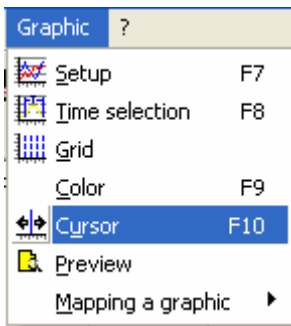 Graphic ?
Setup F7
Time selection F8
Grid
Color F9
Cursor F10
Preview
Mapping a graphic